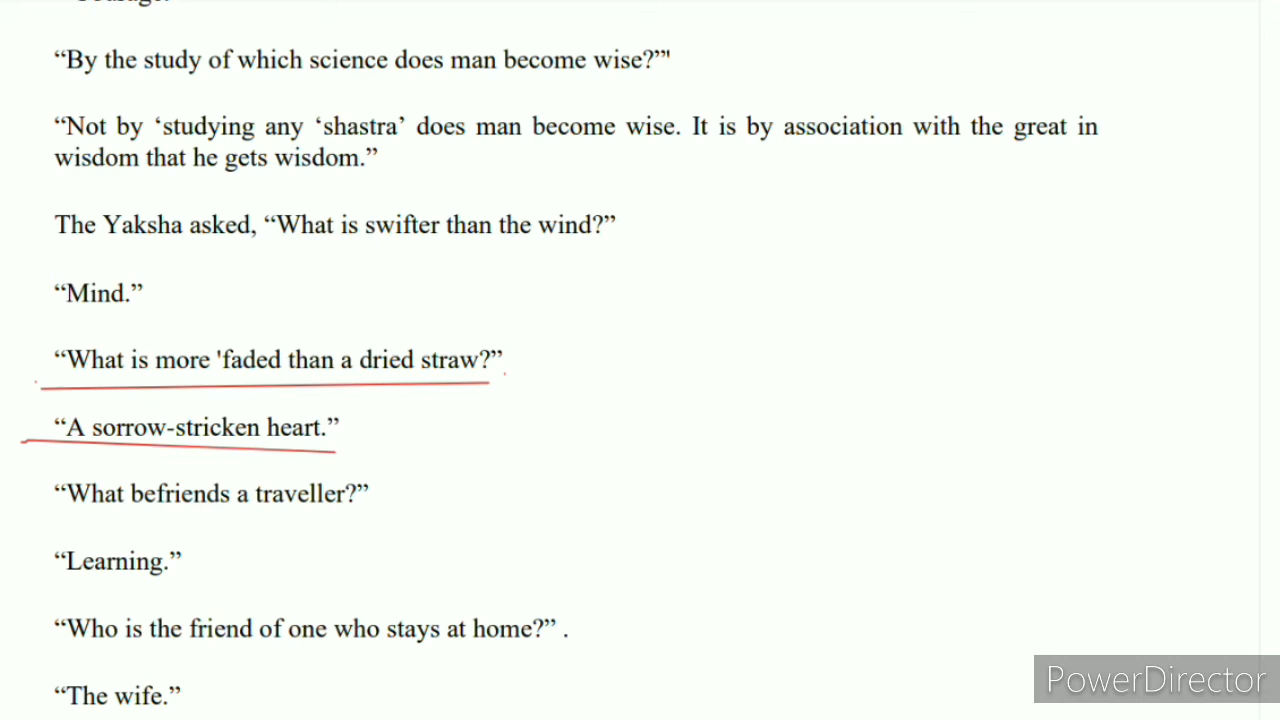 “By the study of which science does man become wise?”'
“Not by ‘studying any ‘shastra’ does man become wise. It is by association with the great in
wisdom that he gets wisdom.”
The Yaksha asked, “What is swifter than the wind?”
“Mind.”
“What is more 'faded than a dried straw?”
“A sorrow-stricken heart.”
“What befriends a traveller?”
“Learning.”
“Who is the friend of one who stays at home?” .
“The wife.”
PowerDirector